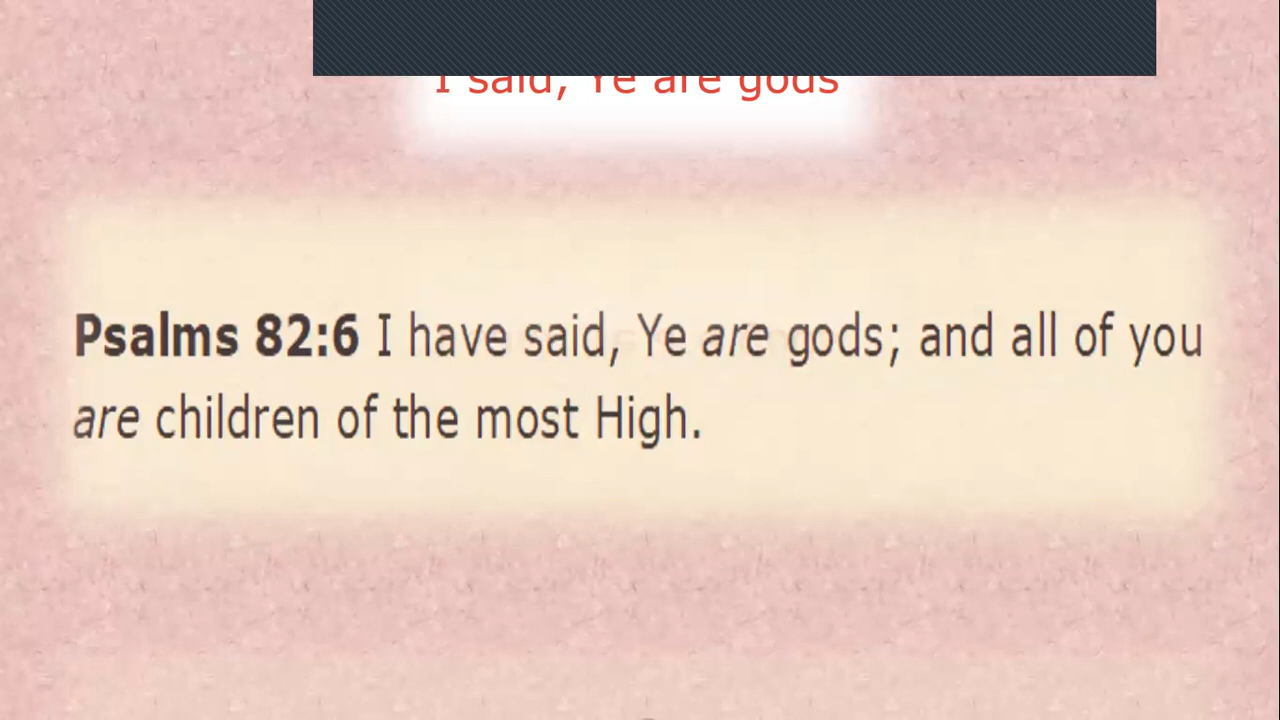 I said, Ye are gods
Psalms 82:6 I have said, Ye are gods; and all of you
are children of the most High.